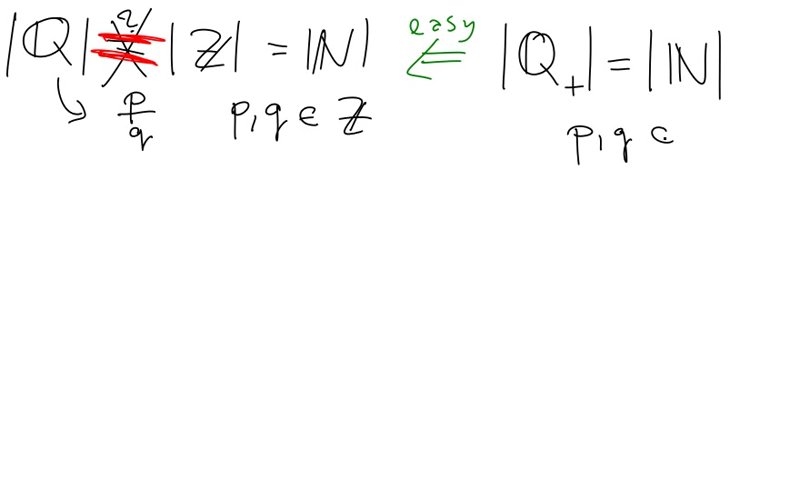 |ℚ| = |ℤ| = |ℕ| ⇐ easy |ℚ₊| = |ℕ|
p/q p, q ∈ ℤ p, q ∈